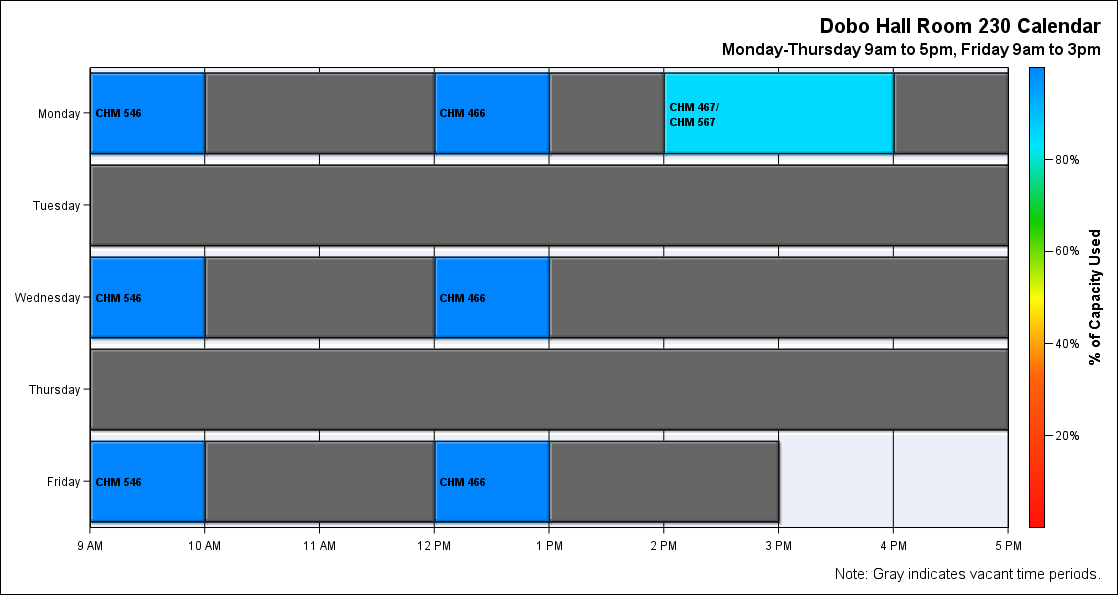 Dobo Hall Room 230 Calendar
Monday-Thursday 9am to 5pm, Friday 9am to 3pm
Monday
CHM 546
CHM 466
CHM 467/
CHM 567
Tuesday
Wednesday
CHM 546
CHM 466
Thursday
Friday
CHM 546
CHM 466
9 AM
10 AM
11 AM
12 PM
1 PM
2 PM
3 PM
4 PM
5 PM
80%
60%
40%
20%
% of Capacity Used
Note: Gray indicates vacant time periods.